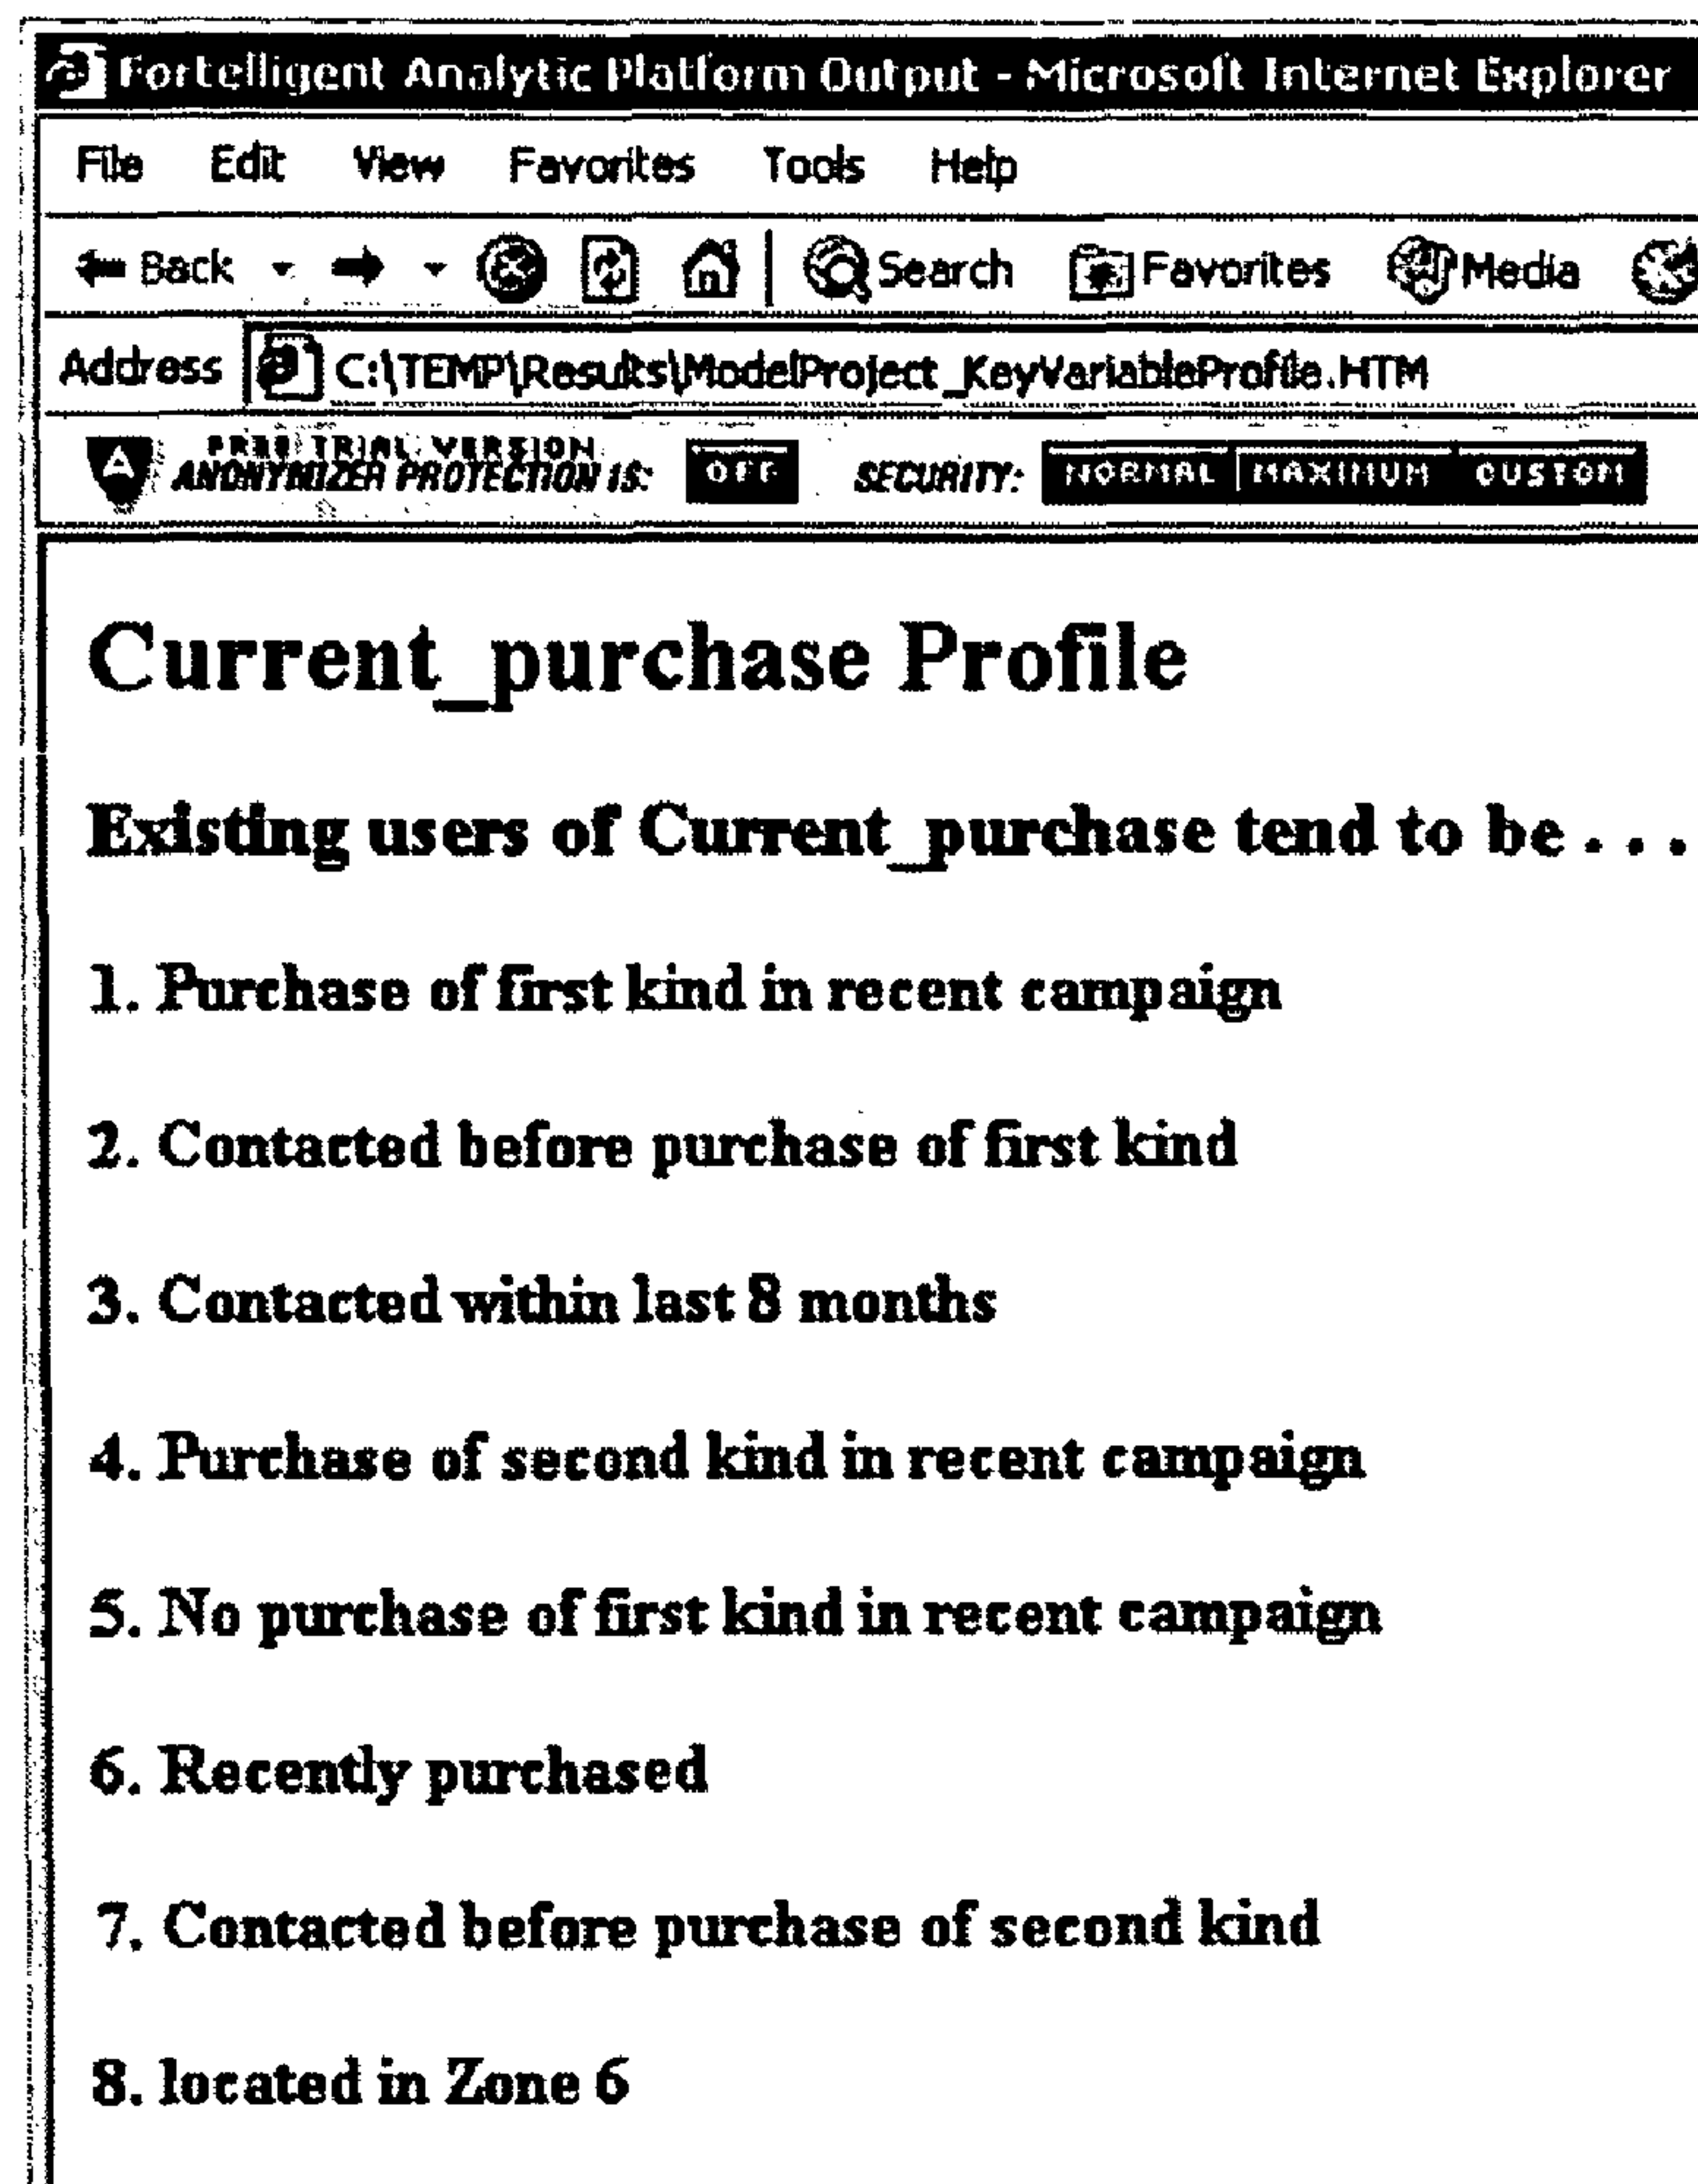 Fortelligent Analytic Platform Output - Microsoft Internet Explorer
File Edit View Favorites Tools Help
Back Search Favorites Media
Address C:\TEMP\Results\ModelProject_KeyVariableProfile.HTM
FREE TRIAL VERSION
ANONYMIZER PROTECTION IS: OFF SECURITY: NORMAL MAXIMUM CUSTOM
Current_purchase Profile
Existing users of Current_purchase tend to be . . .
1. Purchase of first kind in recent campaign
2. Contacted before purchase of first kind
3. Contacted within last 8 months
4. Purchase of second kind in recent campaign
5. No purchase of first kind in recent campaign
6. Recently purchased
7. Contacted before purchase of second kind
8. located in Zone 6